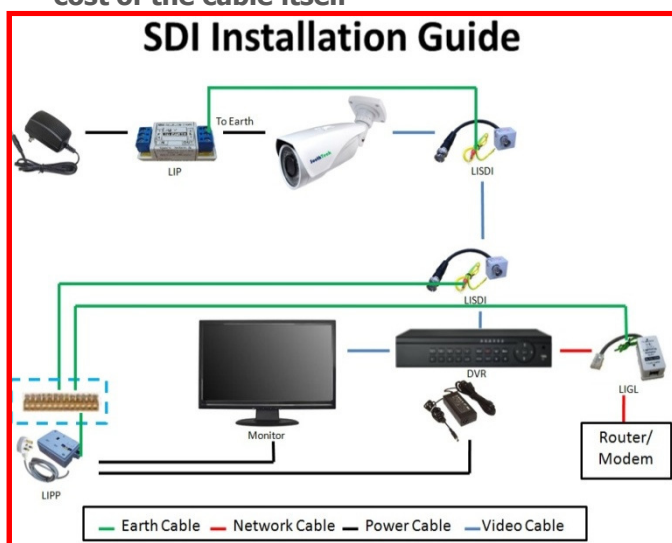 cost of the cable itself
SDI Installation Guide
To Earth
LIP
LISDI
LISDI
DVR
LIGL
Monitor
Router/
Modem
LIPP
Earth Cable
Network Cable
Power Cable
Video Cable